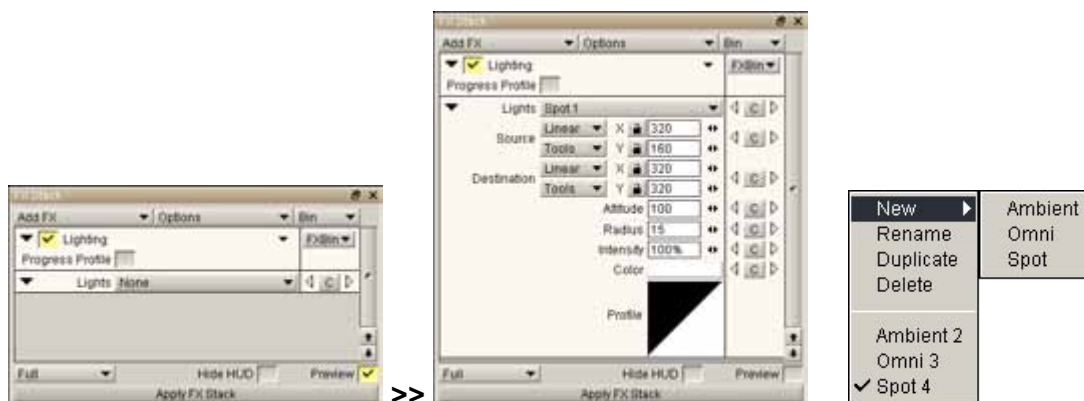 FX Stack
Add FX Options Bin
Lighting FXBin
Progress Profile
Lights None C
Full Hide HUD Preview
Apply FX Stack
>>
FX Stack
Add FX Options Bin
Lighting FXBin
Progress Profile
Lights Spot 1 C
Source Linear X 320 C
Tools Y 160
Destination Linear X 320 C
Tools Y 320
Altitude 100 C
Radius 15 C
Intensity 100% C
Color C
Profile
Full Hide HUD Preview
Apply FX Stack
New Ambient
Rename Omni
Duplicate Spot
Delete
Ambient 2
Omni 3
Spot 4